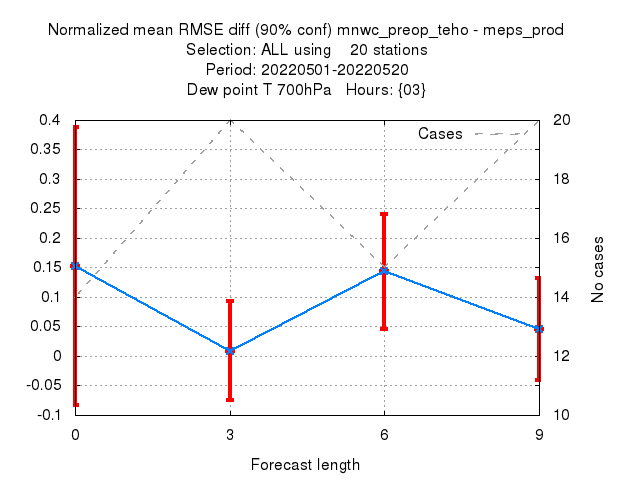 Normalized mean RMSE diff (90% conf) mnwc_preop_teho - meps_prod
Selection: ALL using    20 stations
Period: 20220501-20220520
Dew point T 700hPa   Hours: {03}
Cases
0.4
0.35
0.3
0.25
0.2
0.15
0.1
0.05
0
-0.05
-0.1
20
18
16
14
12
10
No cases
0 3 6 9
Forecast length